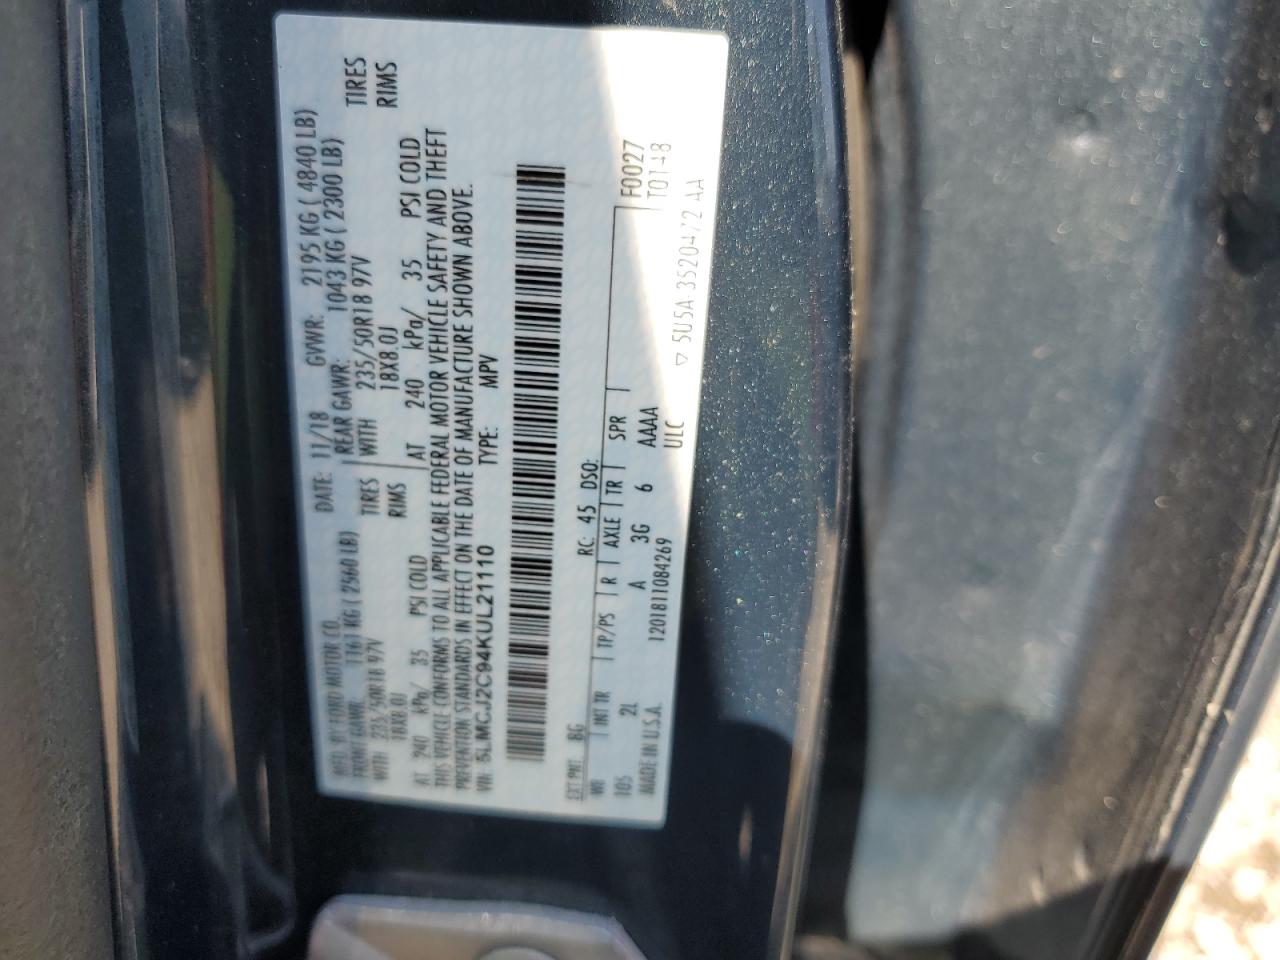 MFD. BY FORD MOTOR CO. DATE: 11/18 GVWR: 2195 KG ( 4840 LB)
FRONT GAWR: 1161 KG ( 2560 LB) REAR GAWR: 1043 KG ( 2300 LB)
WITH 235/50R18 97V TIRES WITH 235/50R18 97V TIRES
18X8.0J RIMS 18X8.0J RIMS
AT 240 kPa/ 35 PSI COLD AT 240 kPa/ 35 PSI COLD
THIS VEHICLE CONFORMS TO ALL APPLICABLE FEDERAL MOTOR VEHICLE SAFETY AND THEFT
PREVENTION STANDARDS IN EFFECT ON THE DATE OF MANUFACTURE SHOWN ABOVE.
VIN: 5LMCJ2C94KUL21110 TYPE: MPV
EXT PNT: BG RC: 45 DSO: F0027
WB INT TR TP/PS R AXLE TR SPR T0148
105 2L A 3G 6 AAAA
MADE IN U.S.A. 1201811084269 ULC
▽ 5U5A-3520472-AA